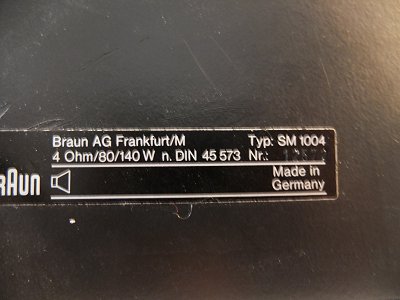 Braun AG Frankfurt/M Typ: SM 1004
4 Ohm/80/140 W n. DIN 45 573 Nr.:
BRAUN Made in
Germany